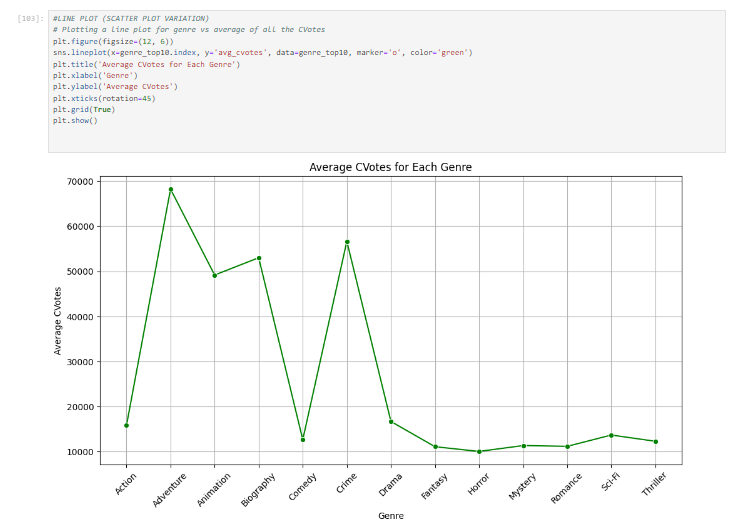 [103]: #LINE PLOT (SCATTER PLOT VARIATION)
# Plotting a line plot for genre vs average of all the CVotes
plt.figure(figsize=(12, 6))
sns.lineplot(x=genre_top10.index, y='avg_cvotes', data=genre_top10, marker='o', color='green')
plt.title('Average CVotes for Each Genre')
plt.xlabel('Genre')
plt.ylabel('Average CVotes')
plt.xticks(rotation=45)
plt.grid(True)
plt.show()
Average CVotes for Each Genre
70000
60000
50000
40000
30000
20000
10000
Average CVotes
Action
Adventure
Animation
Biography
Comedy
Crime
Drama
Fantasy
Horror
Mystery
Romance
Sci-Fi
Thriller
Genre